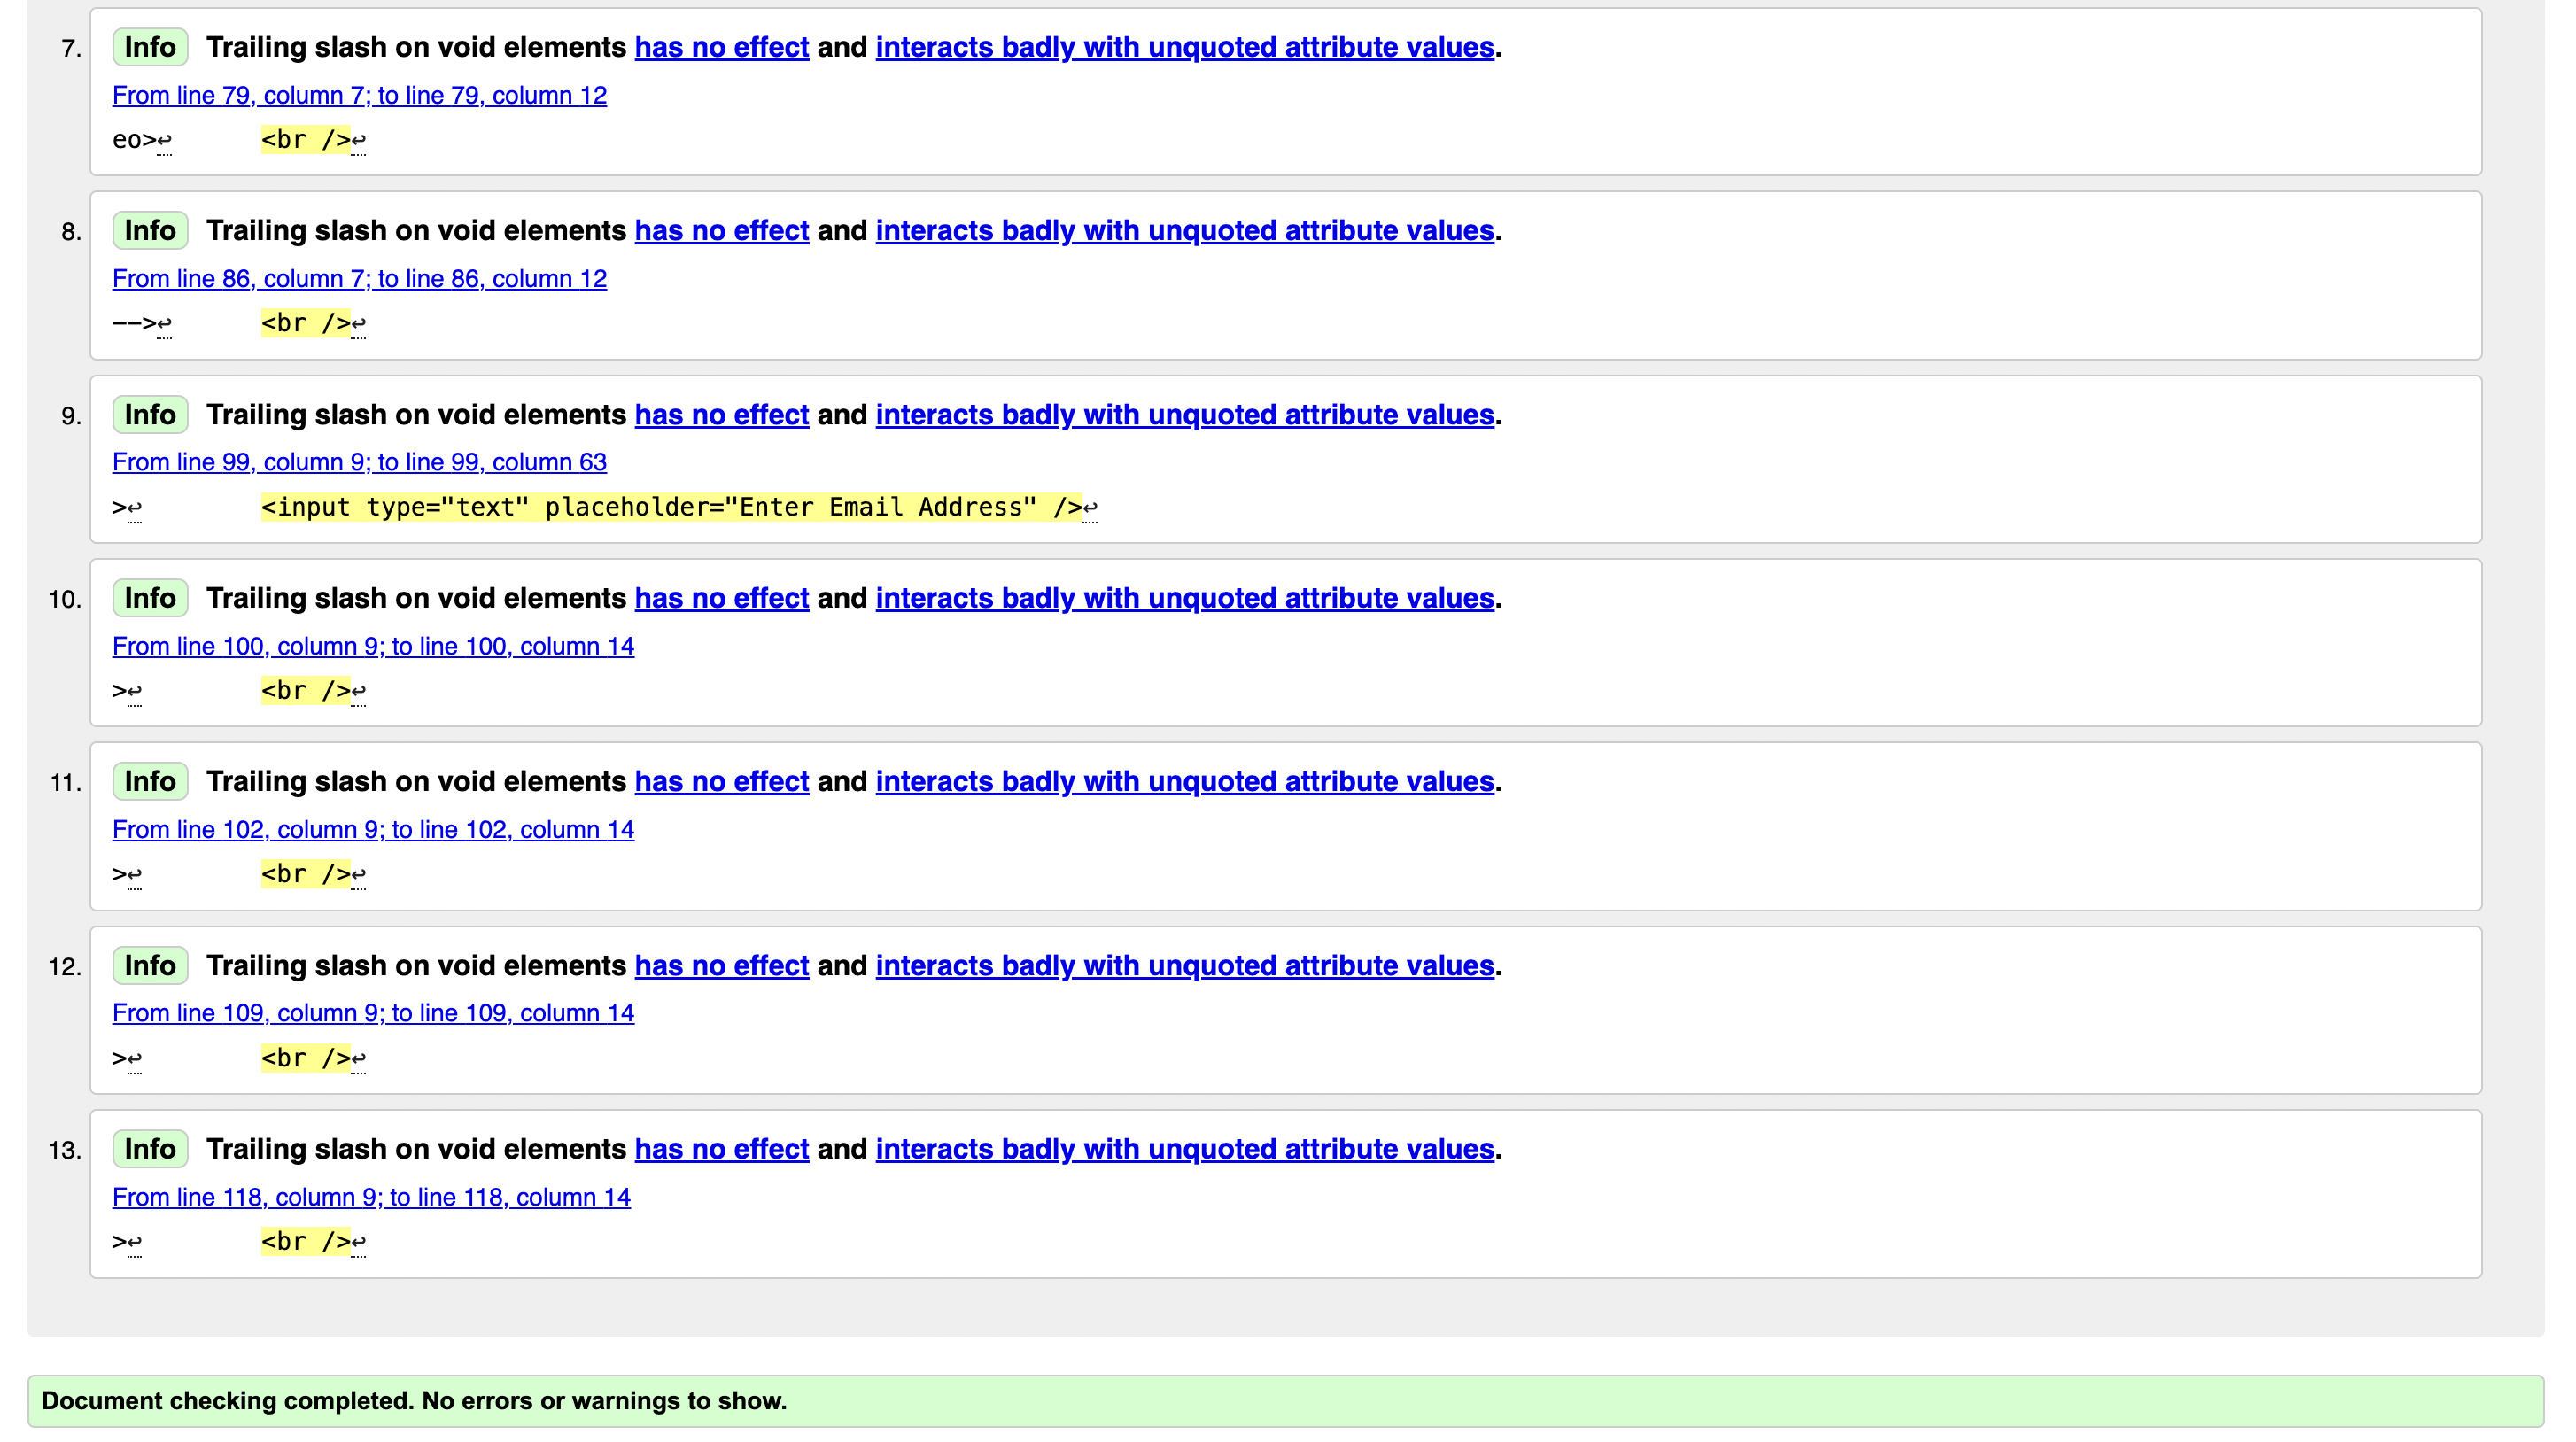 7. Info Trailing slash on void elements has no effect and interacts badly with unquoted attribute values.
From line 79, column 7; to line 79, column 12
eo>↩      <br />↩
8. Info Trailing slash on void elements has no effect and interacts badly with unquoted attribute values.
From line 86, column 7; to line 86, column 12
-->↩      <br />↩
9. Info Trailing slash on void elements has no effect and interacts badly with unquoted attribute values.
From line 99, column 9; to line 99, column 63
>↩        <input type="text" placeholder="Enter Email Address" />↩
10. Info Trailing slash on void elements has no effect and interacts badly with unquoted attribute values.
From line 100, column 9; to line 100, column 14
>↩        <br />↩
11. Info Trailing slash on void elements has no effect and interacts badly with unquoted attribute values.
From line 102, column 9; to line 102, column 14
>↩        <br />↩
12. Info Trailing slash on void elements has no effect and interacts badly with unquoted attribute values.
From line 109, column 9; to line 109, column 14
>↩        <br />↩
13. Info Trailing slash on void elements has no effect and interacts badly with unquoted attribute values.
From line 118, column 9; to line 118, column 14
>↩        <br />↩
Document checking completed. No errors or warnings to show.